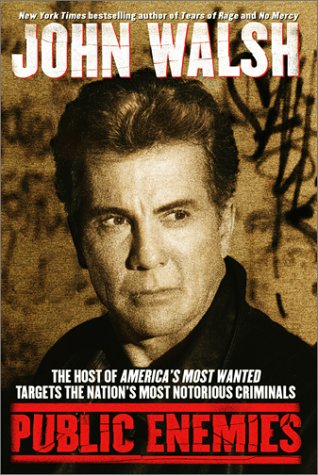 New York Times bestselling author of Tears of Rage and No Mercy
JOHN WALSH
THE HOST OF AMERICA'S MOST WANTED
TARGETS THE NATION'S MOST NOTORIOUS CRIMINALS
PUBLIC ENEMIES